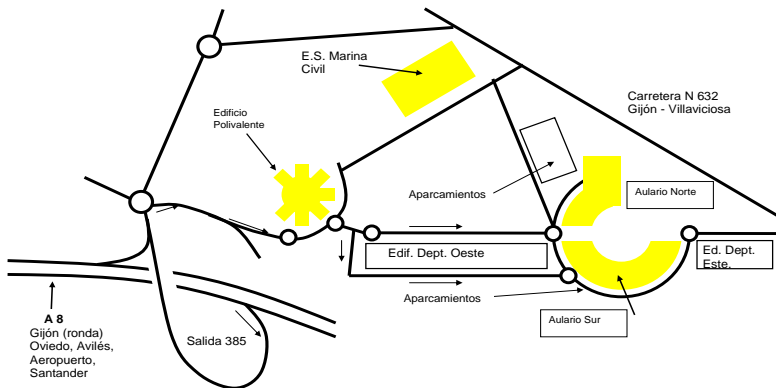 E.S. Marina
Civil
Carretera N 632
Gijón - Villaviciosa
Edificio
Polivalente
Aparcamientos
Aulario Norte
Edif. Dept. Oeste
Ed. Dept.
Este.
Aparcamientos
A 8
Gijón (ronda)
Oviedo, Avilés,
Aeropuerto,
Santander
Salida 385
Aulario Sur